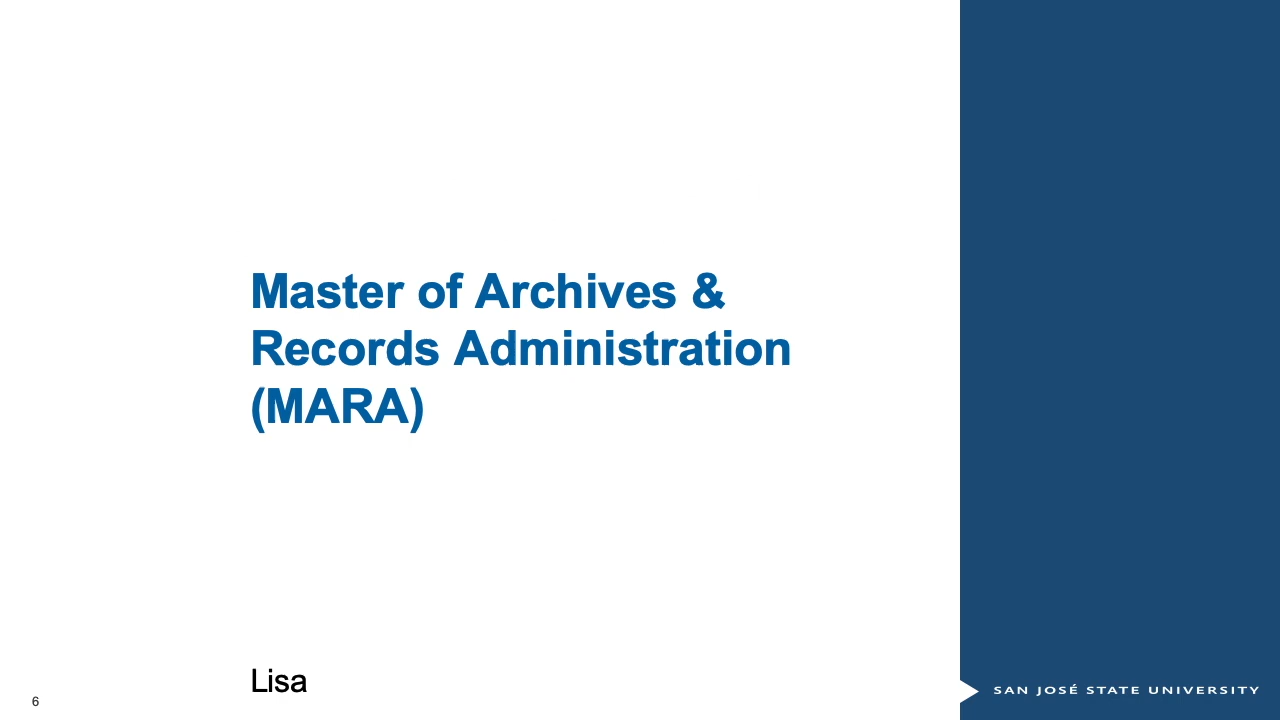 Master of Archives &
Records Administration
(MARA)
Lisa
6
SAN JOSÉ STATE UNIVERSITY